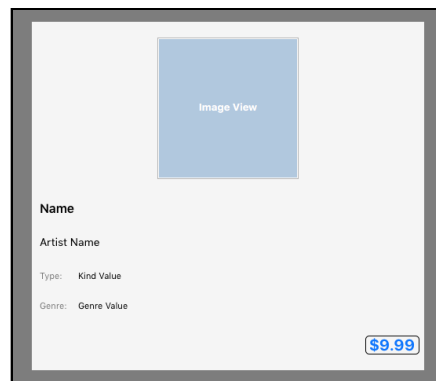 Image View
Name
Artist Name
Type: Kind Value
Genre: Genre Value
$9.99